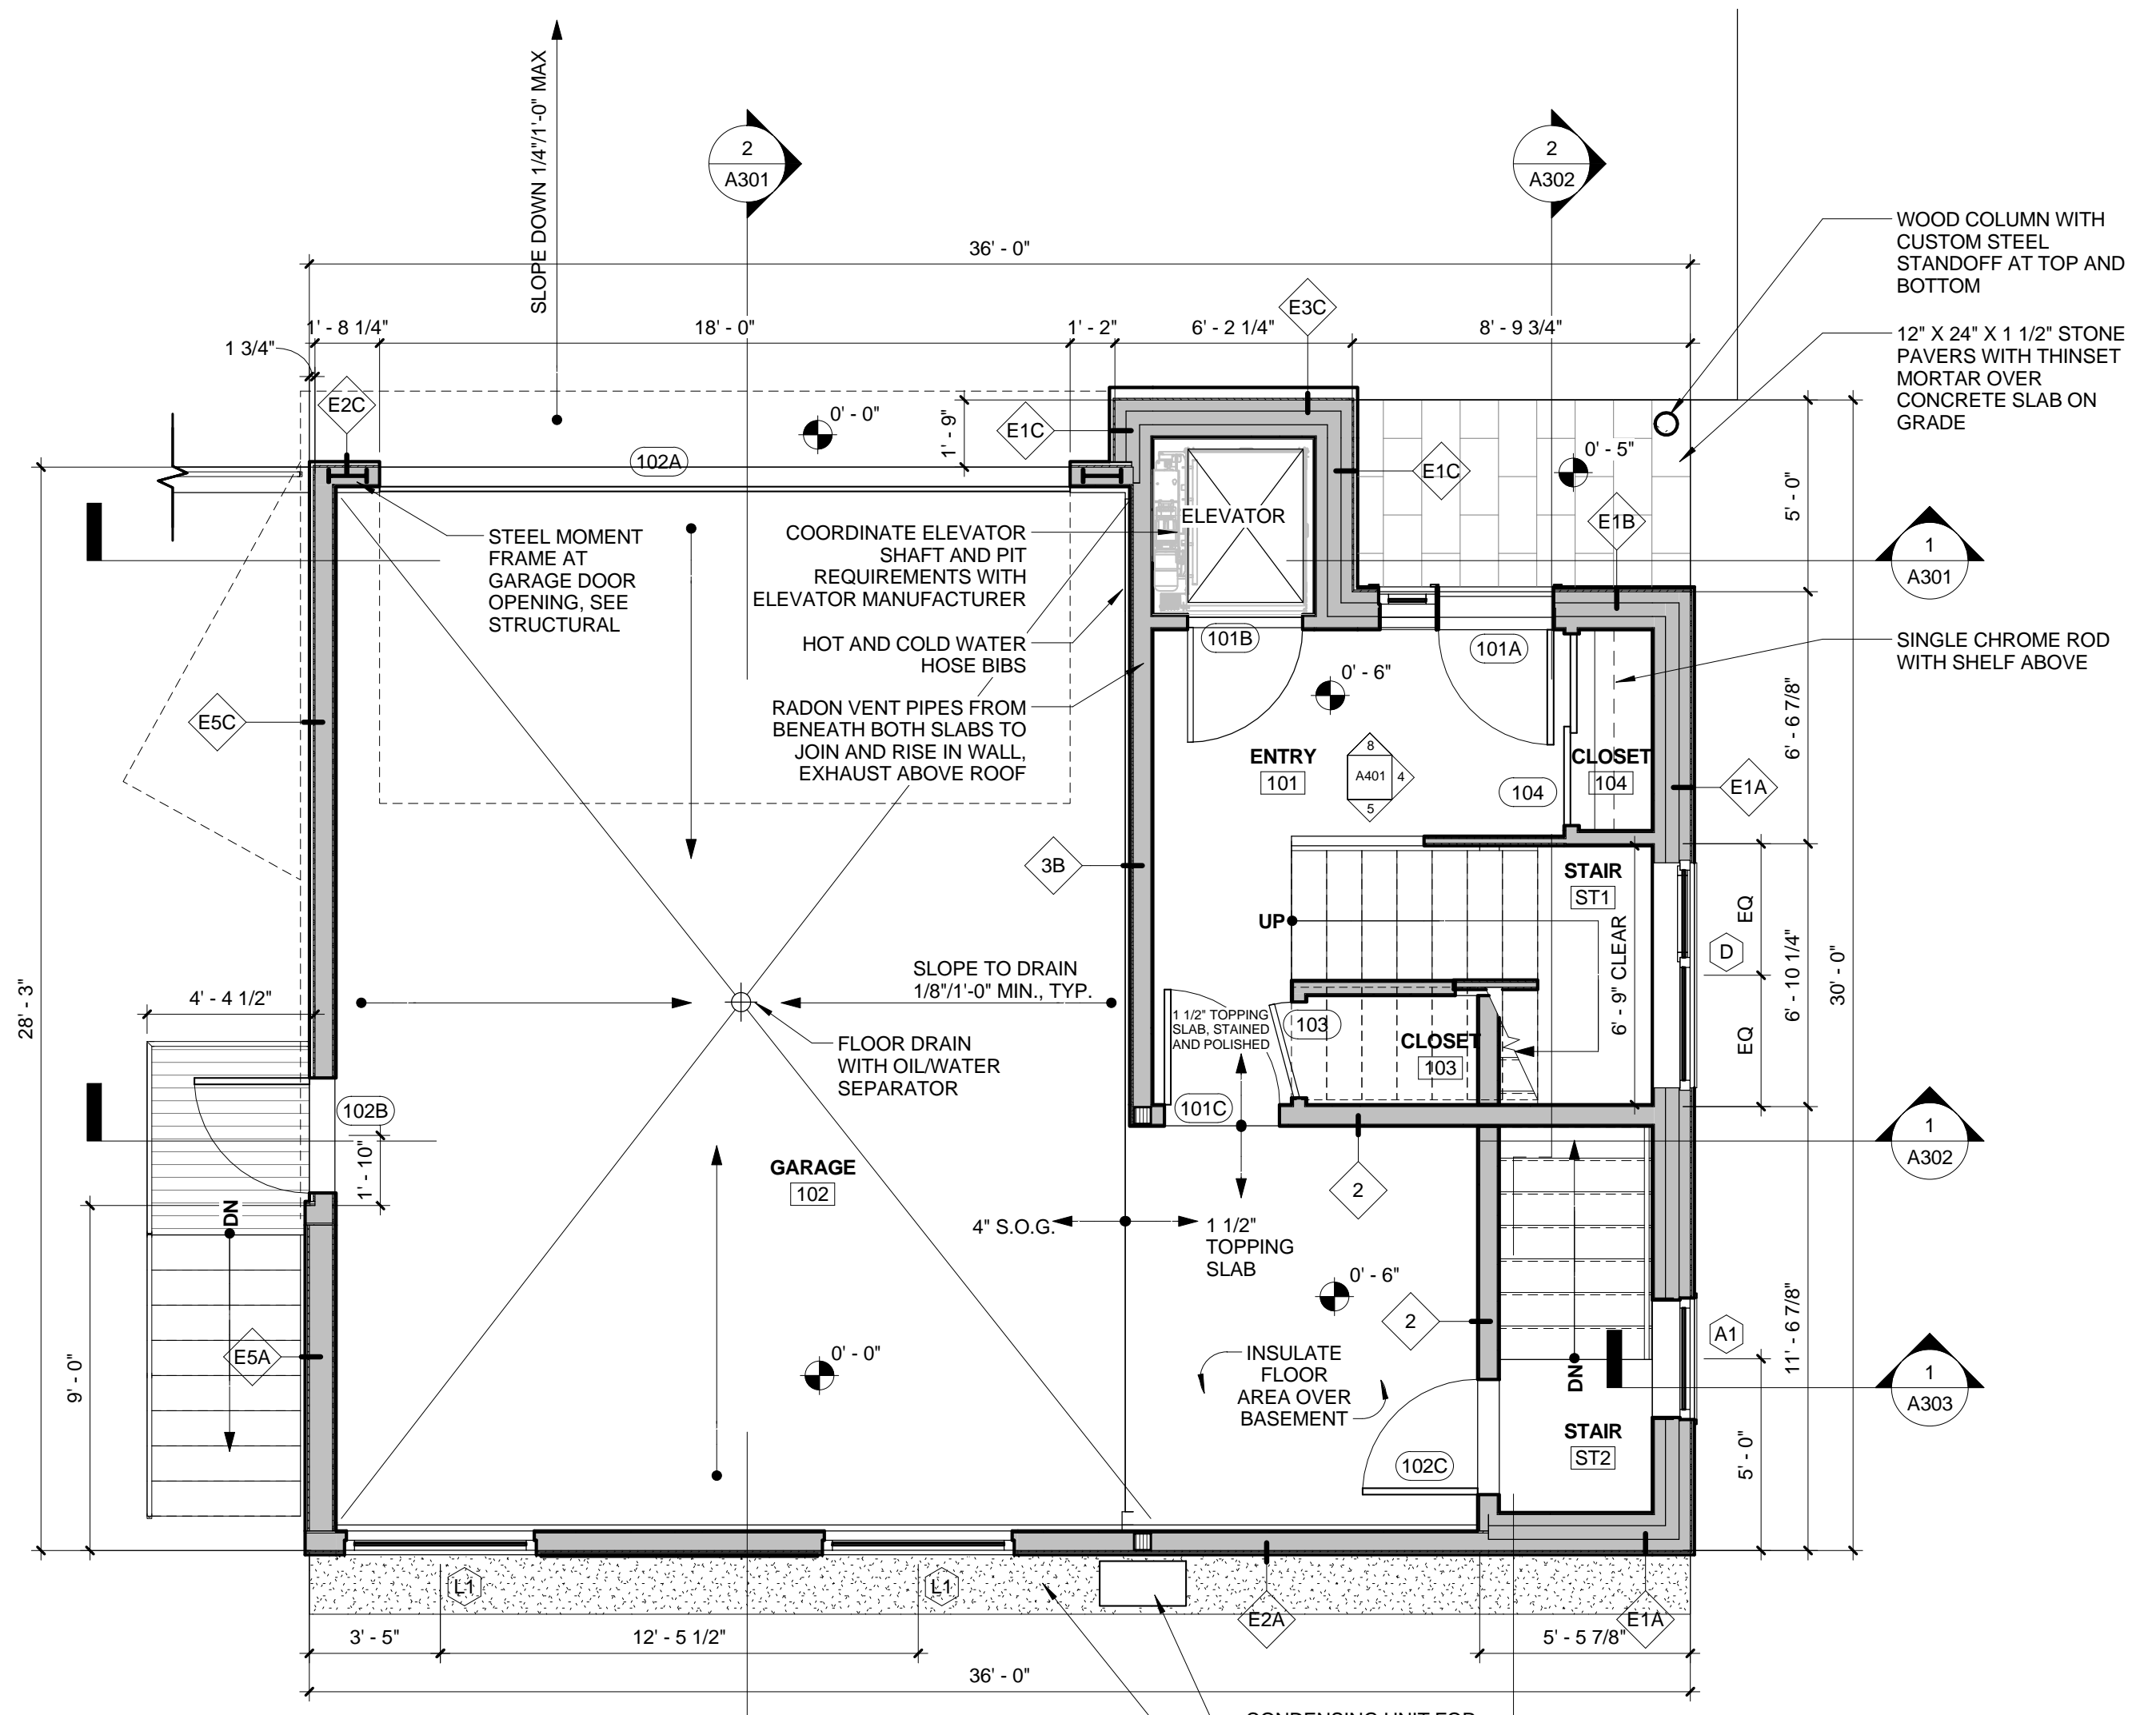 SLOPE DOWN 1/4"/1'-0" MAX
2
A301
2
A302
36' - 0"
1' - 8 1/4"
18' - 0"
1' - 2"
6' - 2 1/4"
8' - 9 3/4"
1 3/4"
E3C
WOOD COLUMN WITH
CUSTOM STEEL
STANDOFF AT TOP AND
BOTTOM
12" X 24" X 1 1/2" STONE
PAVERS WITH THINSET
MORTAR OVER
CONCRETE SLAB ON
GRADE
E2C
0' - 0"
1' - 9"
E1C
102A
E1C
0' - 5"
E1B
5' - 0"
1
A301
STEEL MOMENT
FRAME AT
GARAGE DOOR
OPENING, SEE
STRUCTURAL
COORDINATE ELEVATOR
SHAFT AND PIT
REQUIREMENTS WITH
ELEVATOR MANUFACTURER
ELEVATOR
HOT AND COLD WATER
HOSE BIBS
RADON VENT PIPES FROM
BENEATH BOTH SLABS TO
JOIN AND RISE IN WALL,
EXHAUST ABOVE ROOF
101B
101A
SINGLE CHROME ROD
WITH SHELF ABOVE
0' - 6"
6' - 6 7/8"
E5C
ENTRY
101
8
A401
4
5
CLOSET
104
104
E1A
3B
STAIR
ST1
UP
6' - 9" CLEAR
EQ
D
EQ
6' - 10 1/4"
30' - 0"
28' - 3"
4' - 4 1/2"
SLOPE TO DRAIN
1/8"/1'-0" MIN., TYP.
FLOOR DRAIN
WITH OIL/WATER
SEPARATOR
1 1/2" TOPPING
SLAB, STAINED
AND POLISHED
103
CLOSET
103
102B
1' - 10"
101C
1
A302
GARAGE
102
2
DN
4" S.O.G.
1 1/2"
TOPPING
SLAB
0' - 6"
2
9' - 0"
E5A
0' - 0"
INSULATE
FLOOR
AREA OVER
BASEMENT
DN
A1
11' - 6 7/8"
1
A303
102C
STAIR
ST2
5' - 0"
L1
L1
E2A
E1A
3' - 5"
12' - 5 1/2"
5' - 5 7/8"
36' - 0"
CONDENSING UNIT FOR